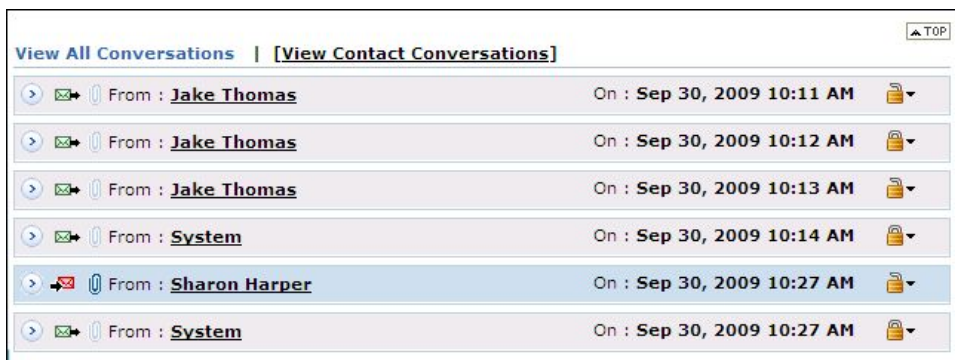 TOP
View All Conversations | [View Contact Conversations]
From : Jake Thomas On : Sep 30, 2009 10:11 AM
From : Jake Thomas On : Sep 30, 2009 10:12 AM
From : Jake Thomas On : Sep 30, 2009 10:13 AM
From : System On : Sep 30, 2009 10:14 AM
From : Sharon Harper On : Sep 30, 2009 10:27 AM
From : System On : Sep 30, 2009 10:27 AM